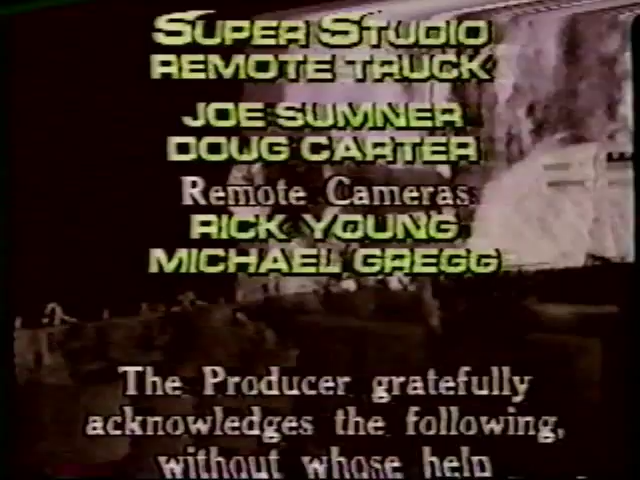 SUPER STUDIO
REMOTE TRUCK
JOE SUMNER
DOUG CARTER
Remote Cameras
RICK YOUNG
MICHAEL GREGG
The Producer gratefully
acknowledges the following,
without whose help